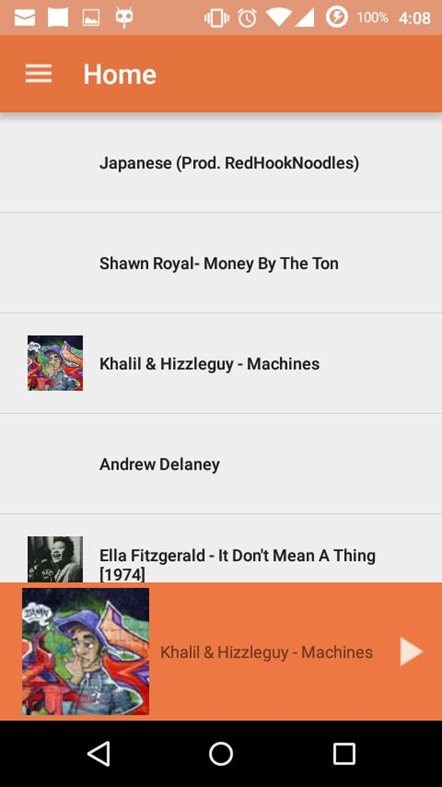 100% 4:08
Home
Japanese (Prod. RedHookNoodles)
Shawn Royal- Money By The Ton
Khalil & Hizzleguy - Machines
Andrew Delaney
Ella Fitzgerald - It Don't Mean A Thing
[1974]
Khalil & Hizzleguy - Machines